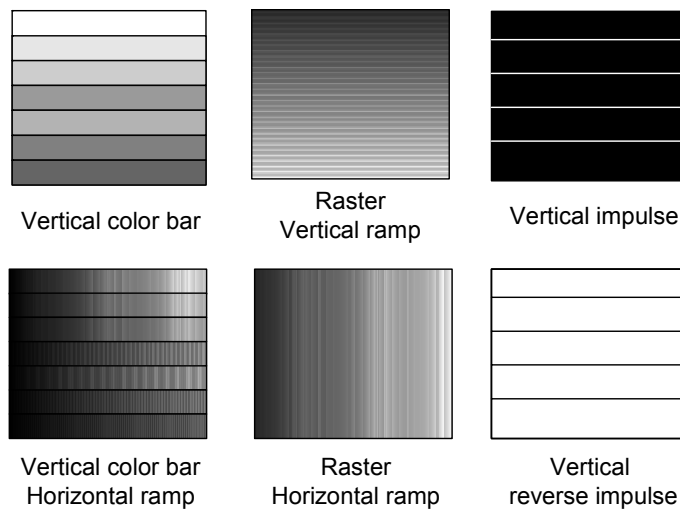 Vertical color bar
Raster
Vertical ramp
Vertical impulse
Vertical color bar
Horizontal ramp
Raster
Horizontal ramp
Vertical
reverse impulse